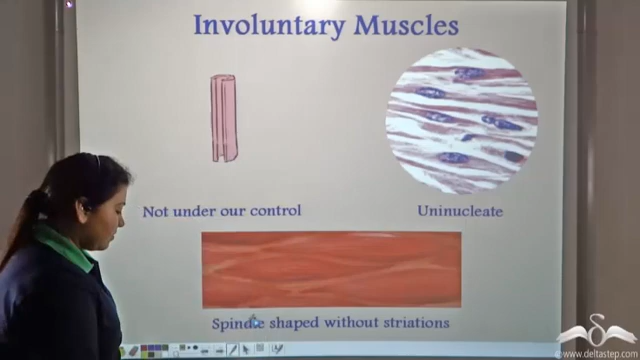 Involuntary Muscles
Not under our control
Uninucleate
Spindle shaped without striations
www.deltastep.com